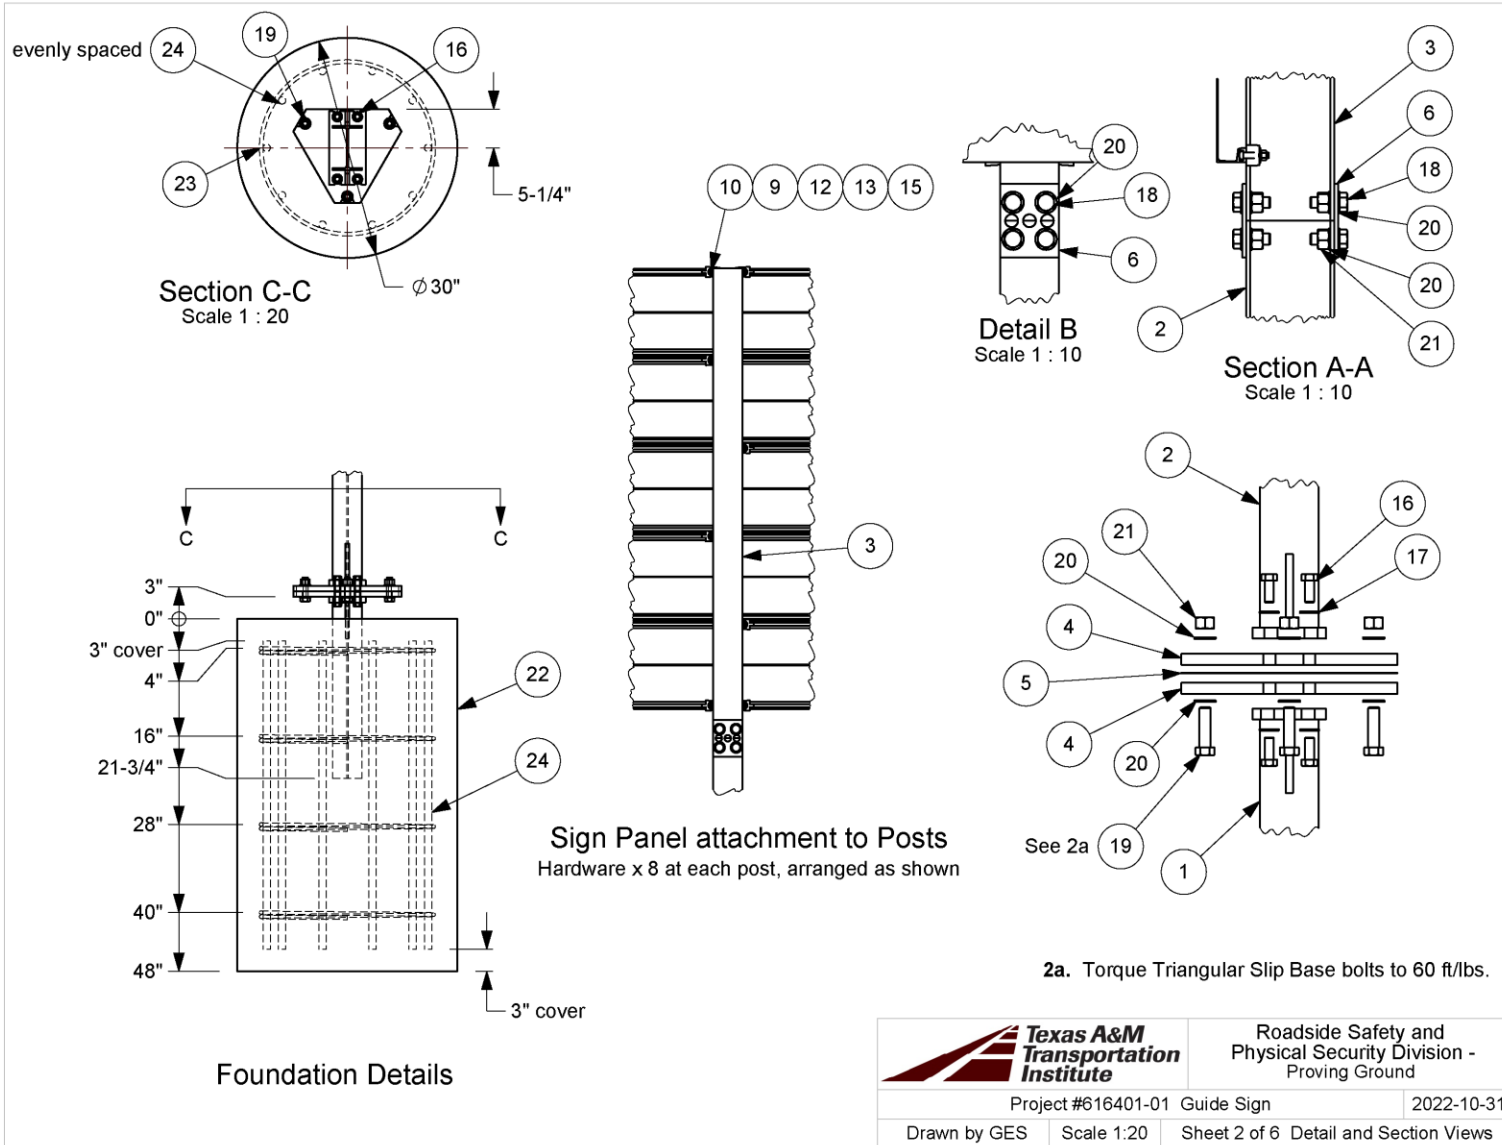 evenly spaced 24
19
16
23
5-1/4"
Ø 30"
Section C-C
Scale 1 : 20
10 9 12 13 15
3
Sign Panel attachment to Posts
Hardware x 8 at each post, arranged as shown
20
18
6
Detail B
Scale 1 : 10
3
6
18
20
20
21
2
Section A-A
Scale 1 : 10
C C
3"
0"
3" cover
4"
16"
21-3/4"
28"
40"
48"
22
24
3" cover
Foundation Details
2
16
21
17
20
4
5
4
20
See 2a 19
1
2a. Torque Triangular Slip Base bolts to 60 ft/lbs.
Texas A&M
Transportation
Institute
Roadside Safety and
Physical Security Division -
Proving Ground
Project #616401-01 Guide Sign
2022-10-31
Drawn by GES
Scale 1:20
Sheet 2 of 6 Detail and Section Views